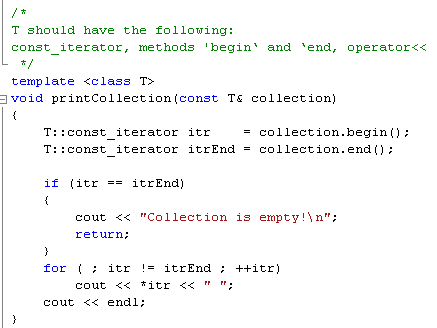 /*
T should have the following:
const_iterator, methods 'begin` and `end, operator<<
*/
template <class T>
void printCollection(const T& collection)
{
    T::const_iterator itr    = collection.begin();
    T::const_iterator itrEnd = collection.end();

    if (itr == itrEnd)
    {
        cout << "Collection is empty!\n";
        return;
    }
    for ( ; itr != itrEnd ; ++itr)
        cout << *itr << " ";
    cout << endl;
}